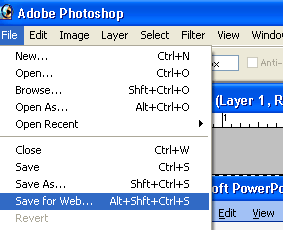 Adobe Photoshop
File Edit Image Layer Select Filter View Window
New... Ctrl+N
Open... Ctrl+O
Browse... Shft+Ctrl+O
Open As... Alt+Ctrl+O
Open Recent
Close Ctrl+W
Save Ctrl+S
Save As... Shft+Ctrl+S
Save for Web... Alt+Shft+Ctrl+S
Revert
Anti-
(Layer 1, R
1
soft PowerPo
Edit View